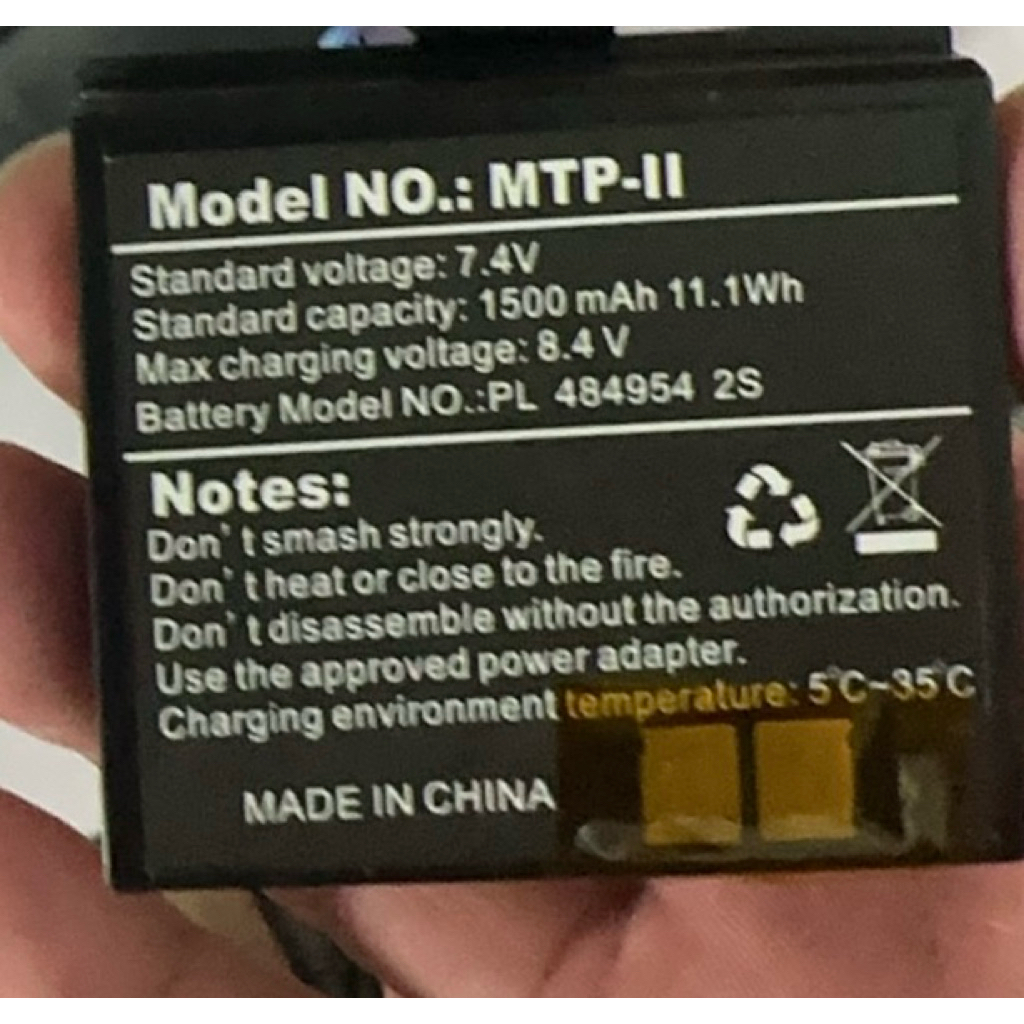 Model NO.: MTP-II
Standard voltage: 7.4V
Standard capacity: 1500 mAh 11.1Wh
Max charging voltage: 8.4 V
Battery Model NO.:PL 484954 2S
Notes:
Don't smash strongly.
Don't heat or close to the fire.
Don't disassemble without the authorization.
Use the approved power adapter.
Charging environment temperature: 5℃~35℃
MADE IN CHINA